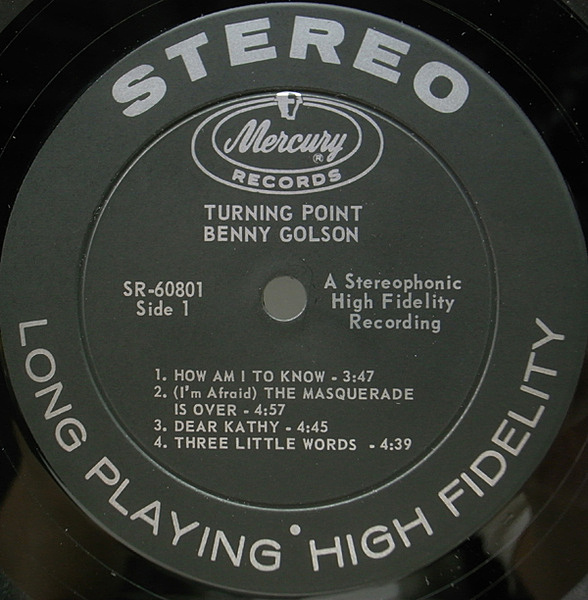 STEREO
Mercury
®
RECORDS
TURNING POINT
BENNY GOLSON
SR-60801
Side 1
A Stereophonic
High Fidelity
Recording
1. HOW AM I TO KNOW - 3:47
2. (I'm Afraid) THE MASQUERADE
IS OVER - 4:57
3. DEAR KATHY - 4:45
4. THREE LITTLE WORDS - 4:39
LONG PLAYING • HIGH FIDELITY